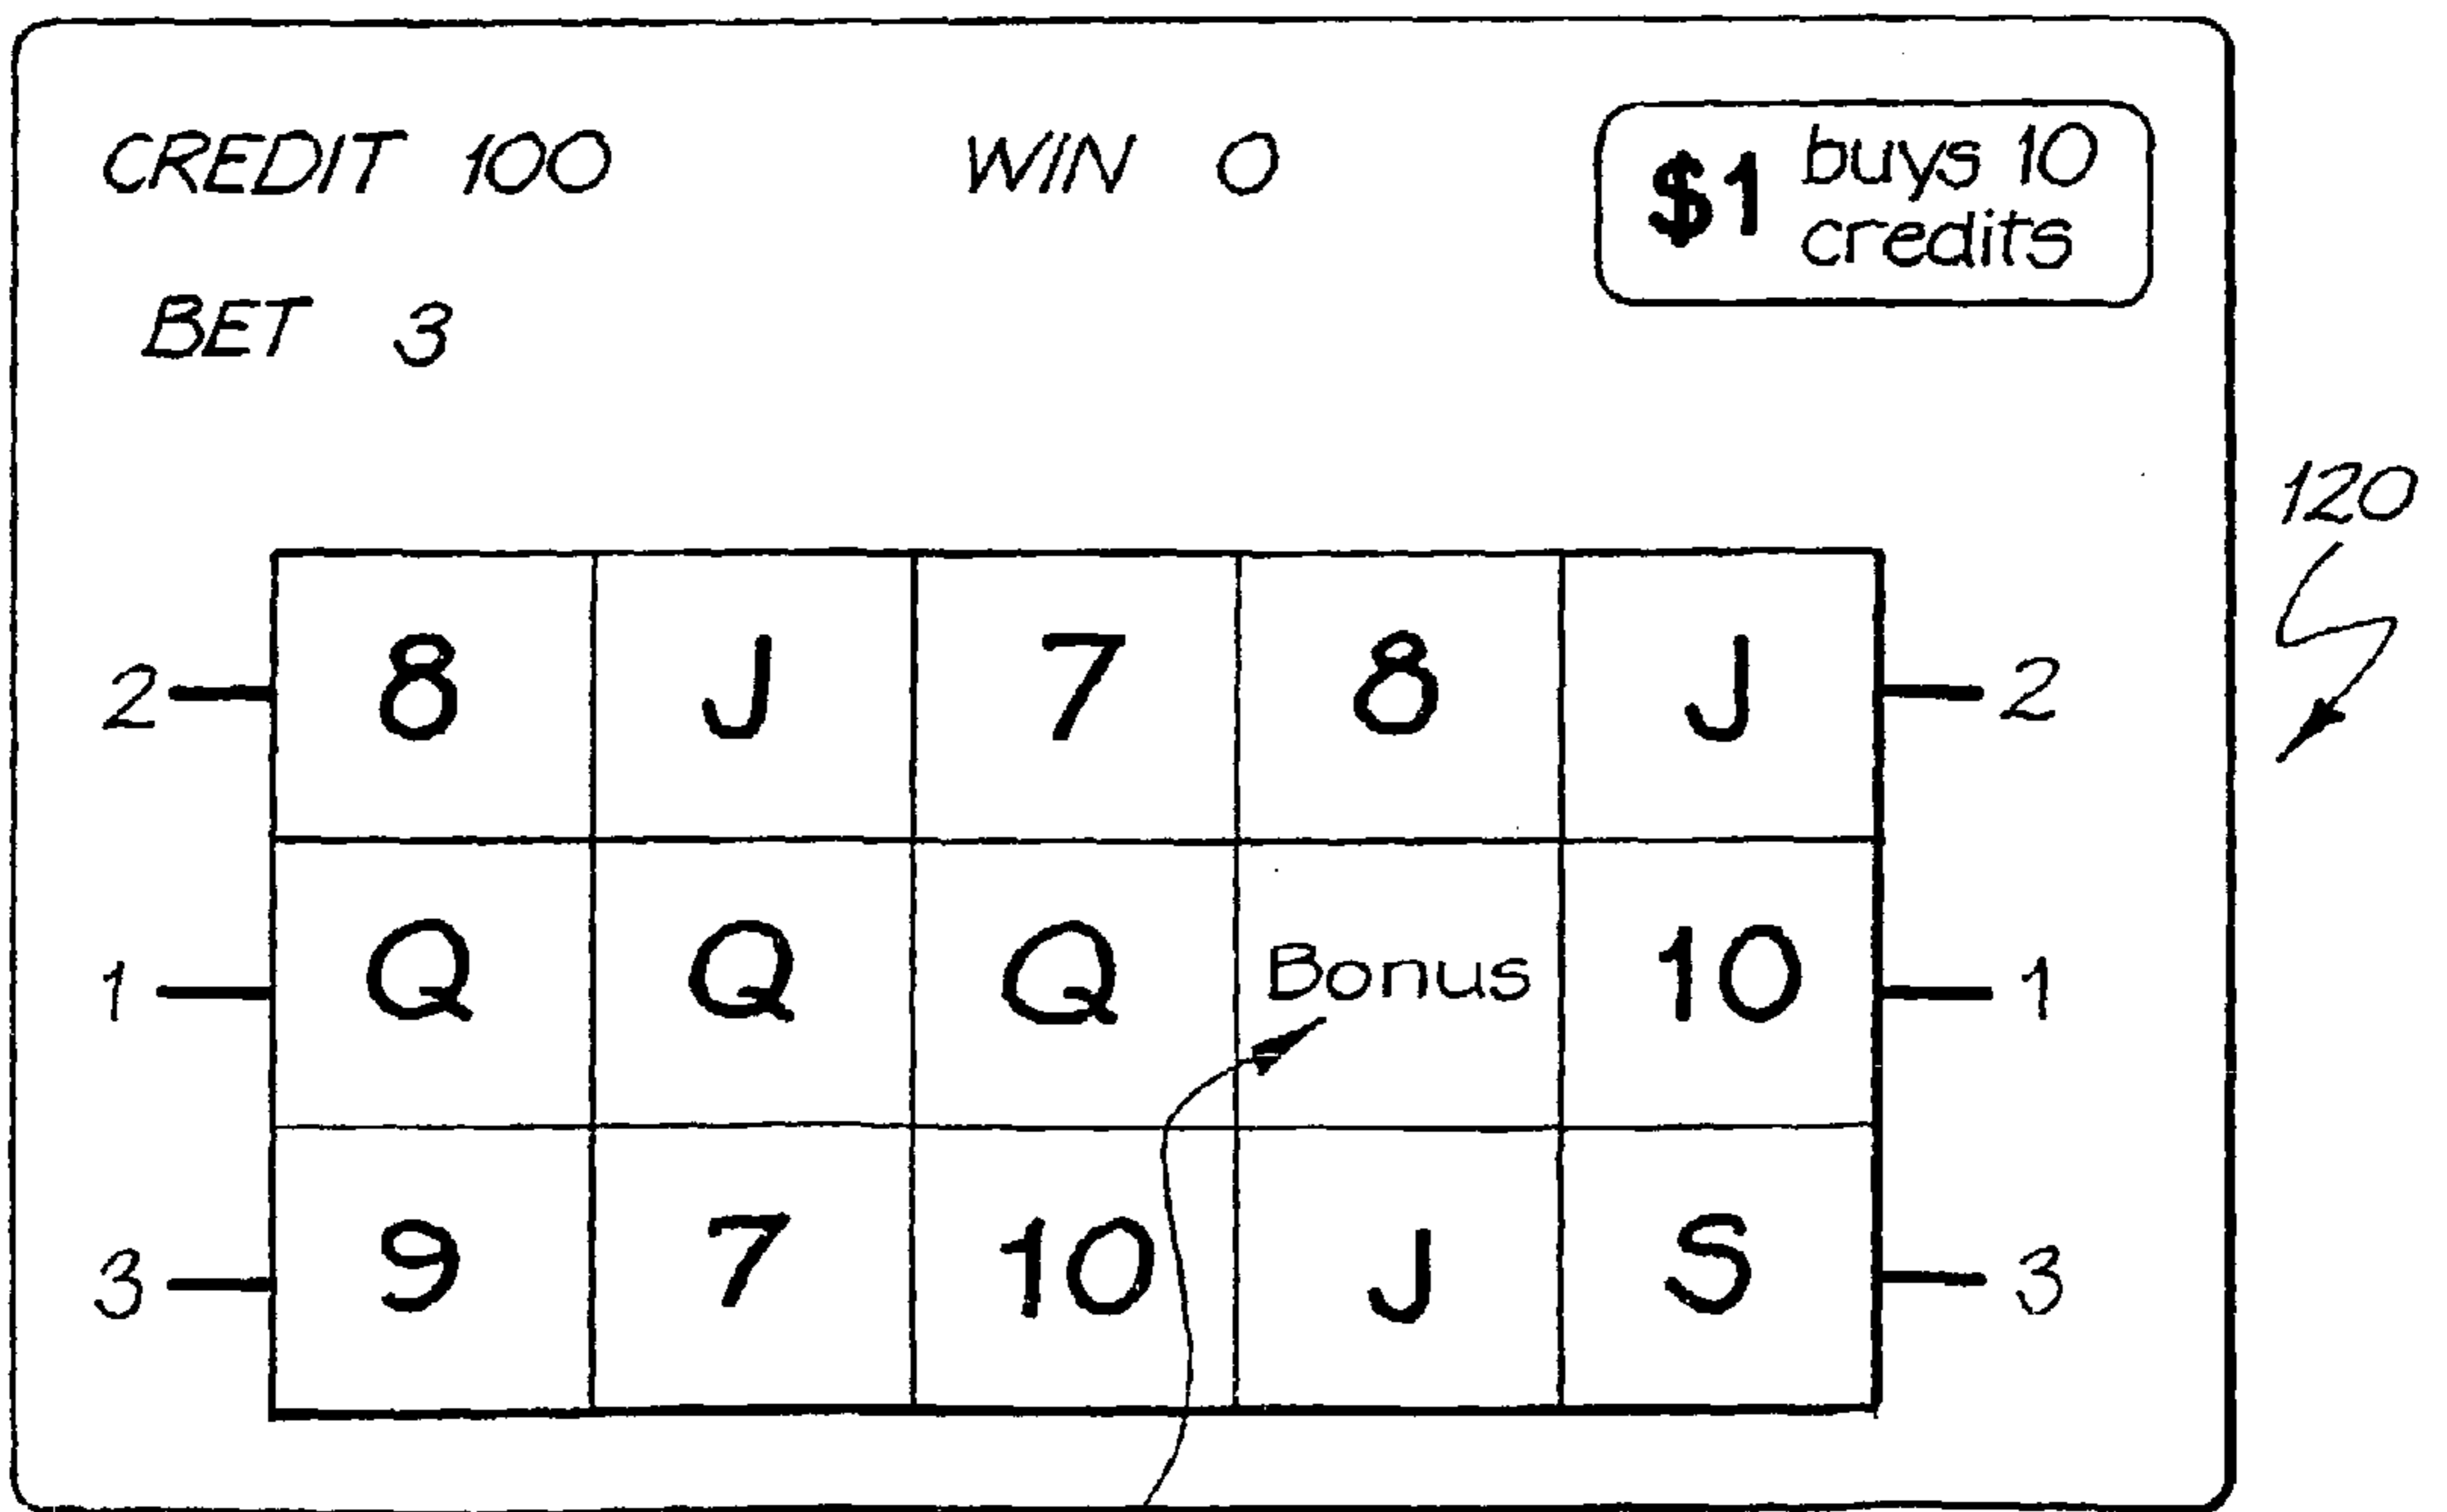 CREDIT 100 WIN 0 $1 buys 10
credits
BET 3
120
2 8 J 7 8 J 2
1 Q Q Q Bonus 10 1
3 9 7 10 J S 3